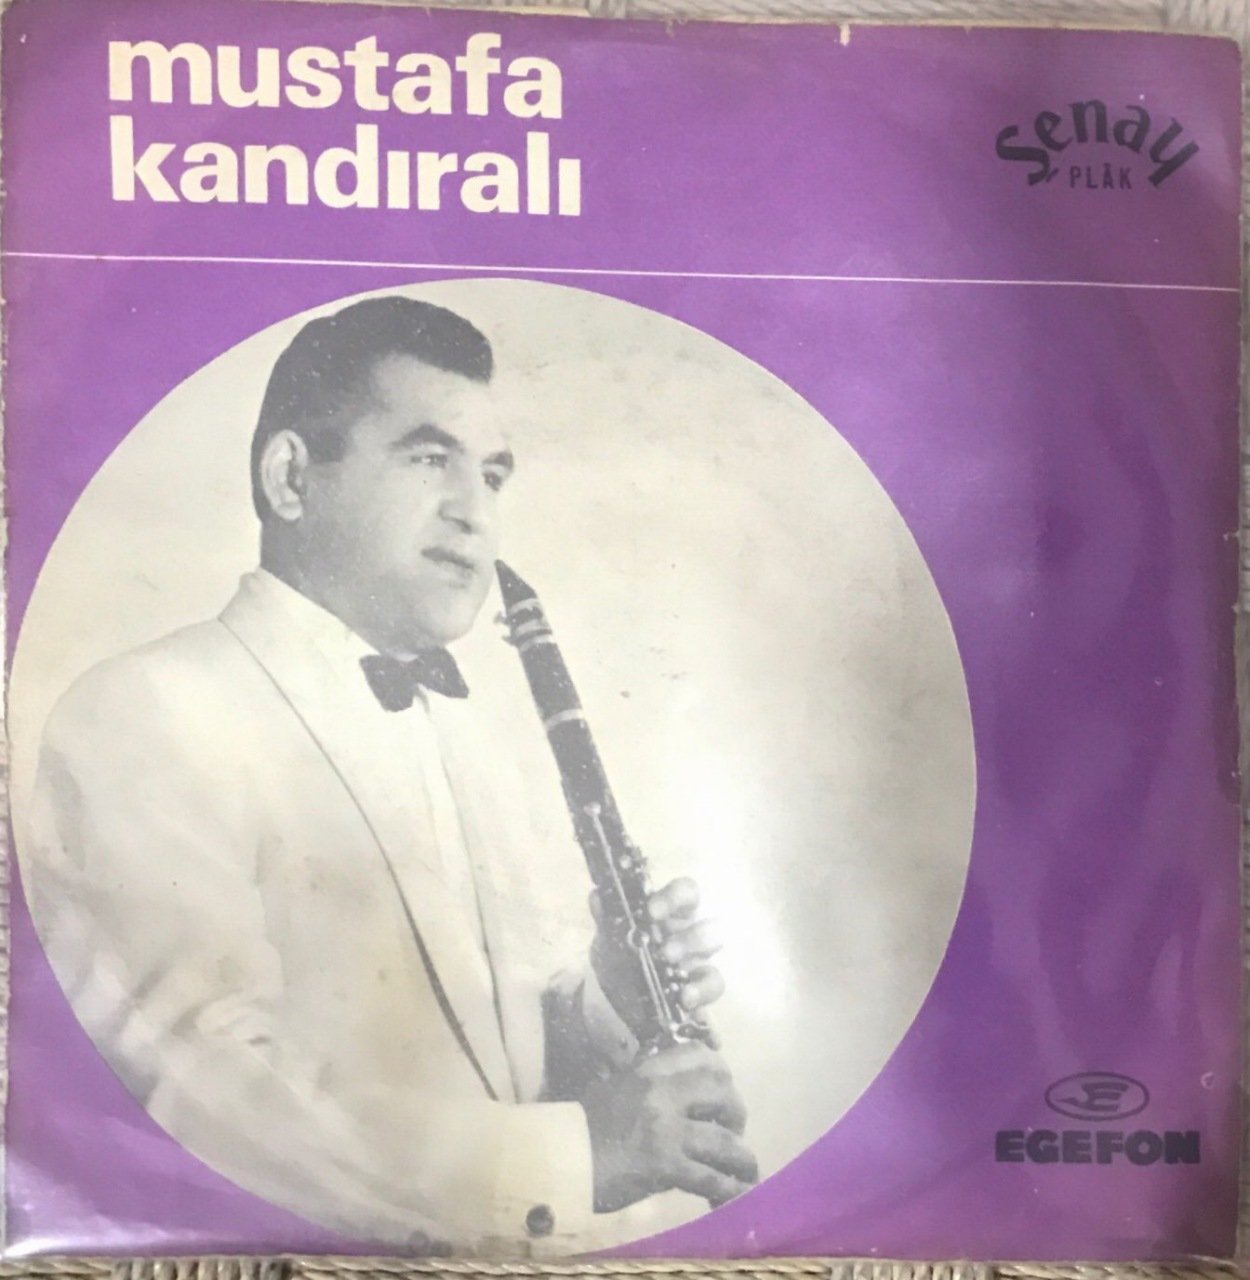 mustafa
kandıralı
Şenay
PLÂK
EGEFON